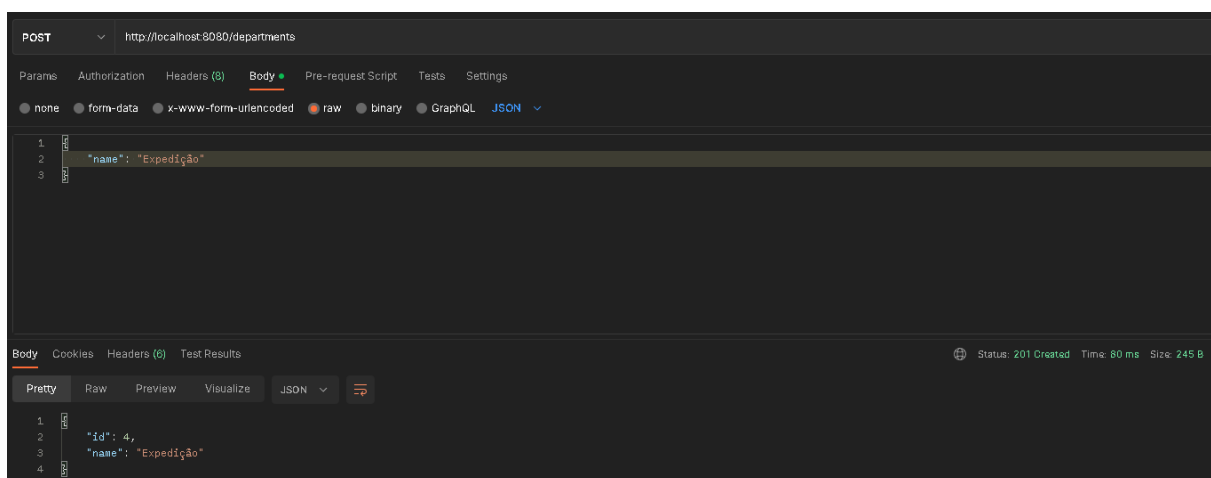 POST http://localhost:8080/departments
Params Authorization Headers (8) Body Pre-request Script Tests Settings
none form-data x-www-form-urlencoded raw binary GraphQL JSON
1 {
2 "name": "Expedição"
3 }
Body Cookies Headers (6) Test Results Status: 201 Created Time: 80 ms Size: 245 B
Pretty Raw Preview Visualize JSON
1 {
2 "id": 4,
3 "name": "Expedição"
4 }